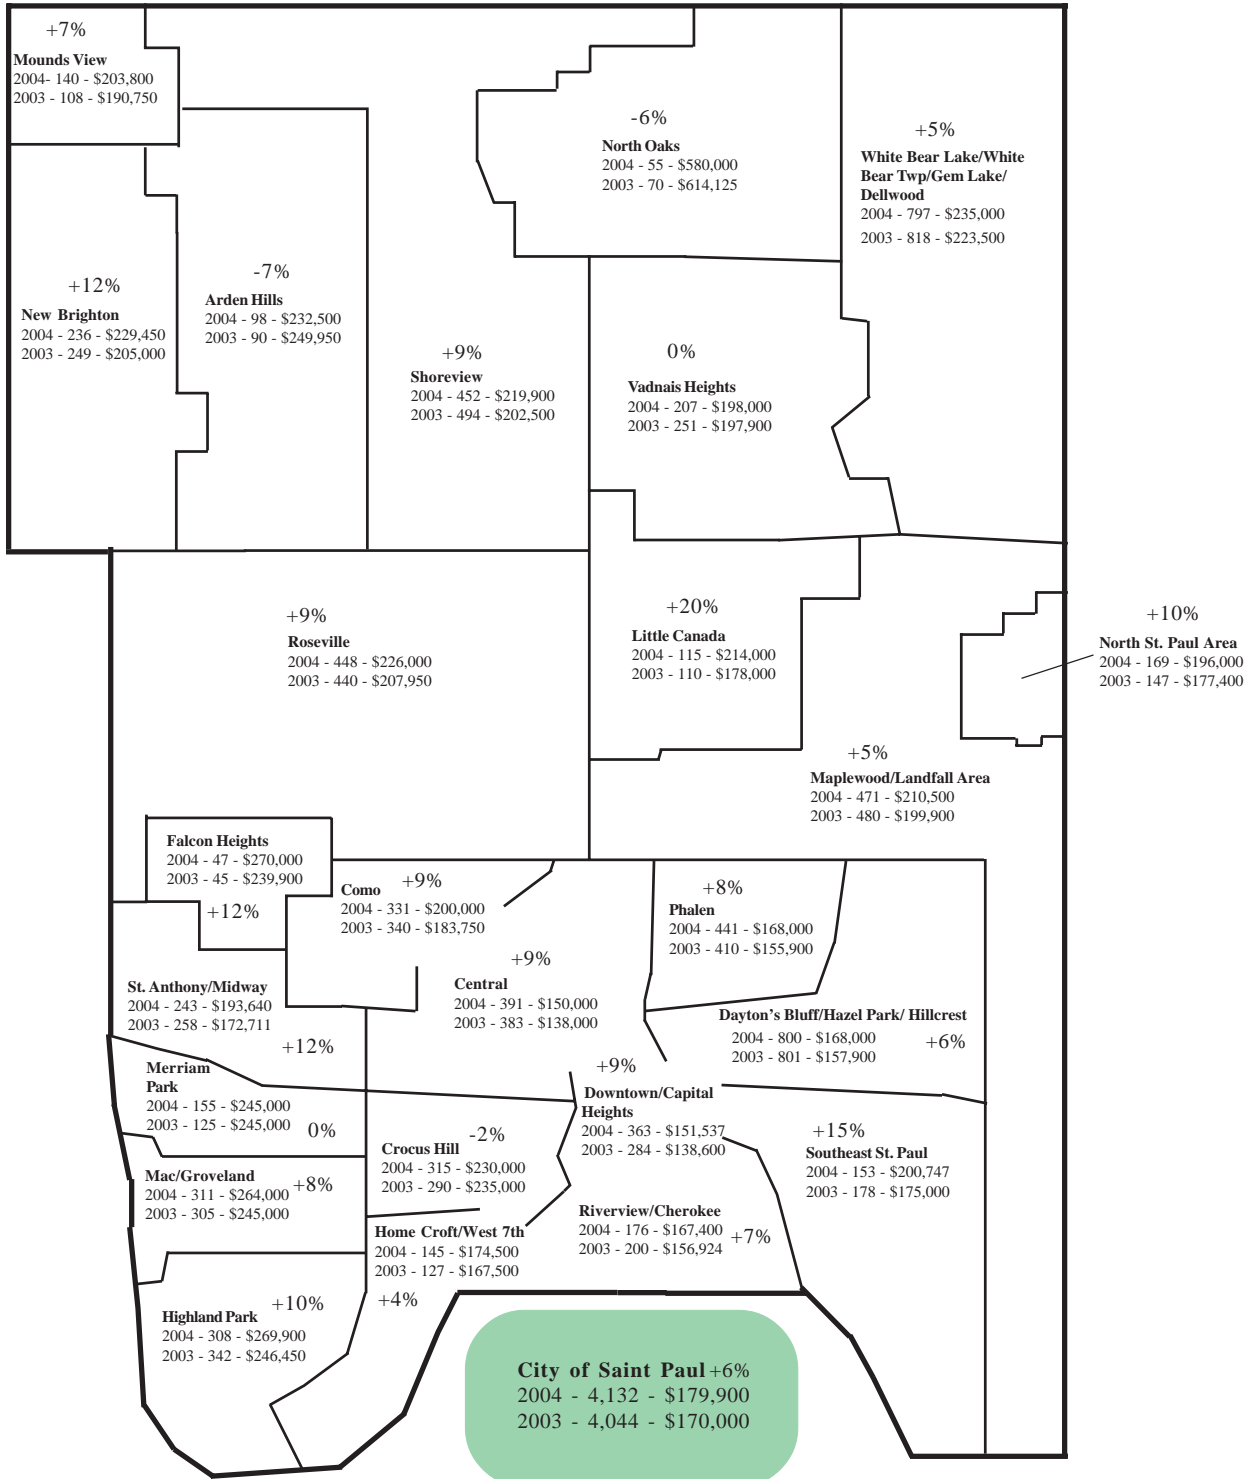 +7%
Mounds View
2004- 140 - $203,800
2003 - 108 - $190,750
-6%
North Oaks
2004 - 55 - $580,000
2003 - 70 - $614,125
+5%
White Bear Lake/White
Bear Twp/Gem Lake/
Dellwood
2004 - 797 - $235,000
2003 - 818 - $223,500
+12%
New Brighton
2004 - 236 - $229,450
2003 - 249 - $205,000
-7%
Arden Hills
2004 - 98 - $232,500
2003 - 90 - $249,950
+9%
Shoreview
2004 - 452 - $219,900
2003 - 494 - $202,500
0%
Vadnais Heights
2004 - 207 - $198,000
2003 - 251 - $197,900
+9%
Roseville
2004 - 448 - $226,000
2003 - 440 - $207,950
+20%
Little Canada
2004 - 115 - $214,000
2003 - 110 - $178,000
+10%
North St. Paul Area
2004 - 169 - $196,000
2003 - 147 - $177,400
+5%
Maplewood/Landfall Area
2004 - 471 - $210,500
2003 - 480 - $199,900
Falcon Heights
2004 - 47 - $270,000
2003 - 45 - $239,900
+12%
Como +9%
2004 - 331 - $200,000
2003 - 340 - $183,750
+8%
Phalen
2004 - 441 - $168,000
2003 - 410 - $155,900
+9%
Central
2004 - 391 - $150,000
2003 - 383 - $138,000
St. Anthony/Midway
2004 - 243 - $193,640
2003 - 258 - $172,711
+12%
Dayton's Bluff/Hazel Park/ Hillcrest
2004 - 800 - $168,000
2003 - 801 - $157,900
+6%
Merriam
Park
2004 - 155 - $245,000
2003 - 125 - $245,000
0%
+9%
Downtown/Capital
Heights
2004 - 363 - $151,537
2003 - 284 - $138,600
-2%
Crocus Hill
2004 - 315 - $230,000
2003 - 290 - $235,000
+15%
Southeast St. Paul
2004 - 153 - $200,747
2003 - 178 - $175,000
Mac/Groveland
2004 - 311 - $264,000
2003 - 305 - $245,000
+8%
Riverview/Cherokee
2004 - 176 - $167,400
2003 - 200 - $156,924
+7%
Home Croft/West 7th
2004 - 145 - $174,500
2003 - 127 - $167,500
+4%
+10%
Highland Park
2004 - 308 - $269,900
2003 - 342 - $246,450
City of Saint Paul +6%
2004 - 4,132 - $179,900
2003 - 4,044 - $170,000